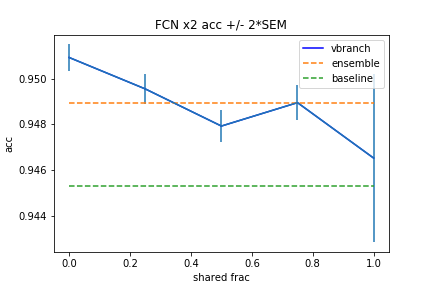 FCN x2 acc +/- 2*SEM
vbranch
ensemble
baseline
0.950
0.948
0.946
0.944
acc
0.0 0.2 0.4 0.6 0.8 1.0
shared frac